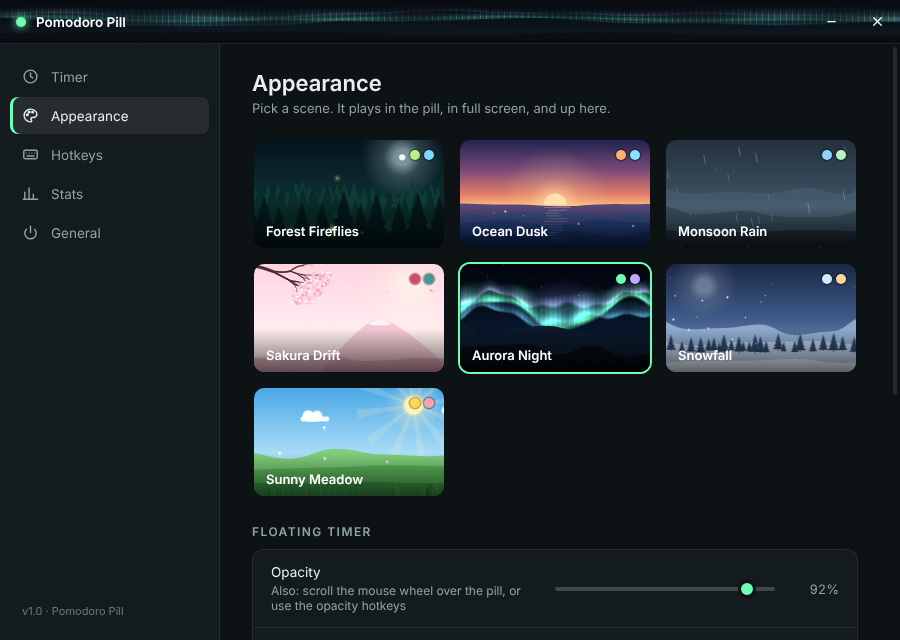 Pomodoro Pill
Timer
Appearance
Hotkeys
Stats
General
v1.0 · Pomodoro Pill
Appearance
Pick a scene. It plays in the pill, in full screen, and up here.
Forest Fireflies
Ocean Dusk
Monsoon Rain
Sakura Drift
Aurora Night
Snowfall
Sunny Meadow
FLOATING TIMER
Opacity
Also: scroll the mouse wheel over the pill, or
use the opacity hotkeys
92%